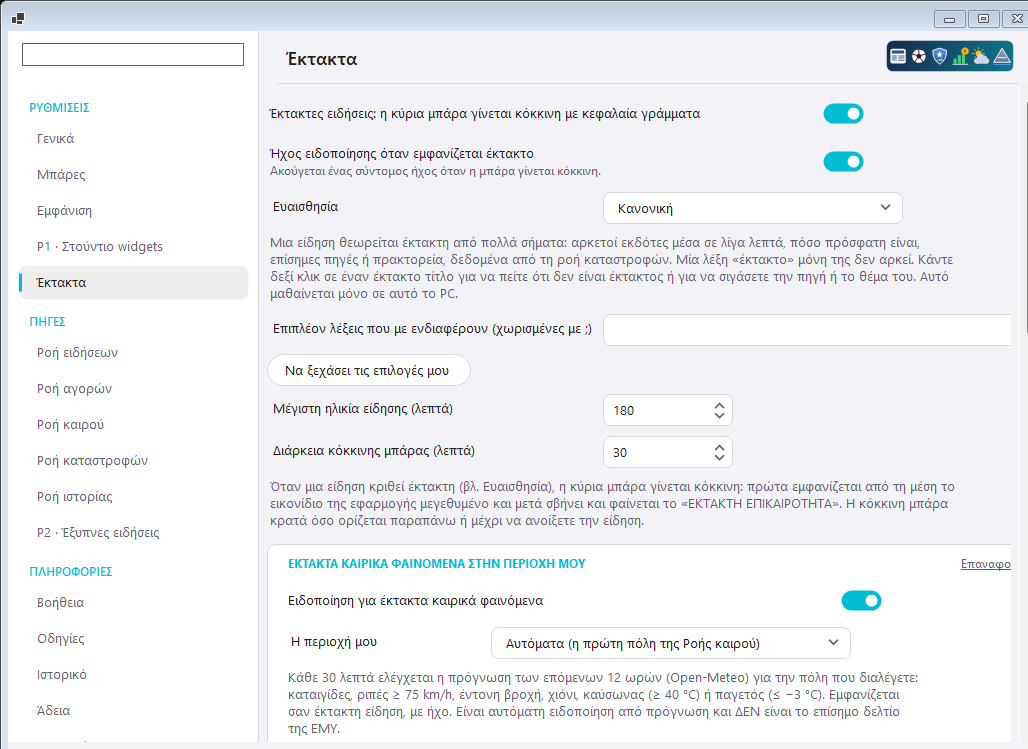 Έκτακτα
ΡΥΘΜΙΣΕΙΣ
Γενικά
Μπάρες
Εμφάνιση
P1 · Στούντιο widgets
Έκτακτα
ΠΗΓΕΣ
Ροή ειδήσεων
Ροή αγορών
Ροή καιρού
Ροή καταστροφών
Ροή ιστορίας
P2 · Έξυπνες ειδήσεις
ΠΛΗΡΟΦΟΡΙΕΣ
Βοήθεια
Οδηγίες
Ιστορικό
Άδεια
Έκτακτες ειδήσεις: η κύρια μπάρα γίνεται κόκκινη με κεφαλαία γράμματα
Ήχος ειδοποίησης όταν εμφανίζεται έκτακτο
Ακούγεται ένας σύντομος ήχος όταν η μπάρα γίνεται κόκκινη.
Ευαισθησία
Κανονική
Μια είδηση θεωρείται έκτακτη από πολλά σήματα: αρκετοί εκδότες μέσα σε λίγα λεπτά, πόσο πρόσφατη είναι,
επίσημες πηγές ή πρακτορεία, δεδομένα από τη ροή καταστροφών. Μία λέξη «έκτακτο» μόνη της δεν αρκεί. Κάντε
δεξί κλικ σε έναν έκτακτο τίτλο για να πείτε ότι δεν είναι έκτακτος ή για να σιγάσετε την πηγή ή το θέμα του. Αυτό
μαθαίνεται μόνο σε αυτό το PC.
Επιπλέον λέξεις που με ενδιαφέρουν (χωρισμένες με ;)
Να ξεχάσει τις επιλογές μου
Μέγιστη ηλικία είδησης (λεπτά)
180
Διάρκεια κόκκινης μπάρας (λεπτά)
30
Όταν μια είδηση κριθεί έκτακτη (βλ. Ευαισθησία), η κύρια μπάρα γίνεται κόκκινη: πρώτα εμφανίζεται από τη μέση το
εικονίδιο της εφαρμογής μεγεθυμένο και μετά σβήνει και φαίνεται το «ΕΚΤΑΚΤΗ ΕΠΙΚΑΙΡΟΤΗΤΑ». Η κόκκινη μπάρα
κρατά όσο ορίζεται παραπάνω ή μέχρι να ανοίξετε την είδηση.
ΕΚΤΑΚΤΑ ΚΑΙΡΙΚΑ ΦΑΙΝΟΜΕΝΑ ΣΤΗΝ ΠΕΡΙΟΧΗ ΜΟΥ
Επαναφο
Ειδοποίηση για έκτακτα καιρικά φαινόμενα
Η περιοχή μου
Αυτόματα (η πρώτη πόλη της Ροής καιρού)
Κάθε 30 λεπτά ελέγχεται η πρόγνωση των επόμενων 12 ωρών (Open-Meteo) για την πόλη που διαλέγετε:
καταιγίδες, ριπές ≥ 75 km/h, έντονη βροχή, χιόνι, καύσωνας (≥ 40 °C) ή παγετός (≤ −3 °C). Εμφανίζεται
σαν έκτακτη είδηση, με ήχο. Είναι αυτόματη ειδοποίηση από πρόγνωση και ΔΕΝ είναι το επίσημο δελτίο
της ΕΜΥ.